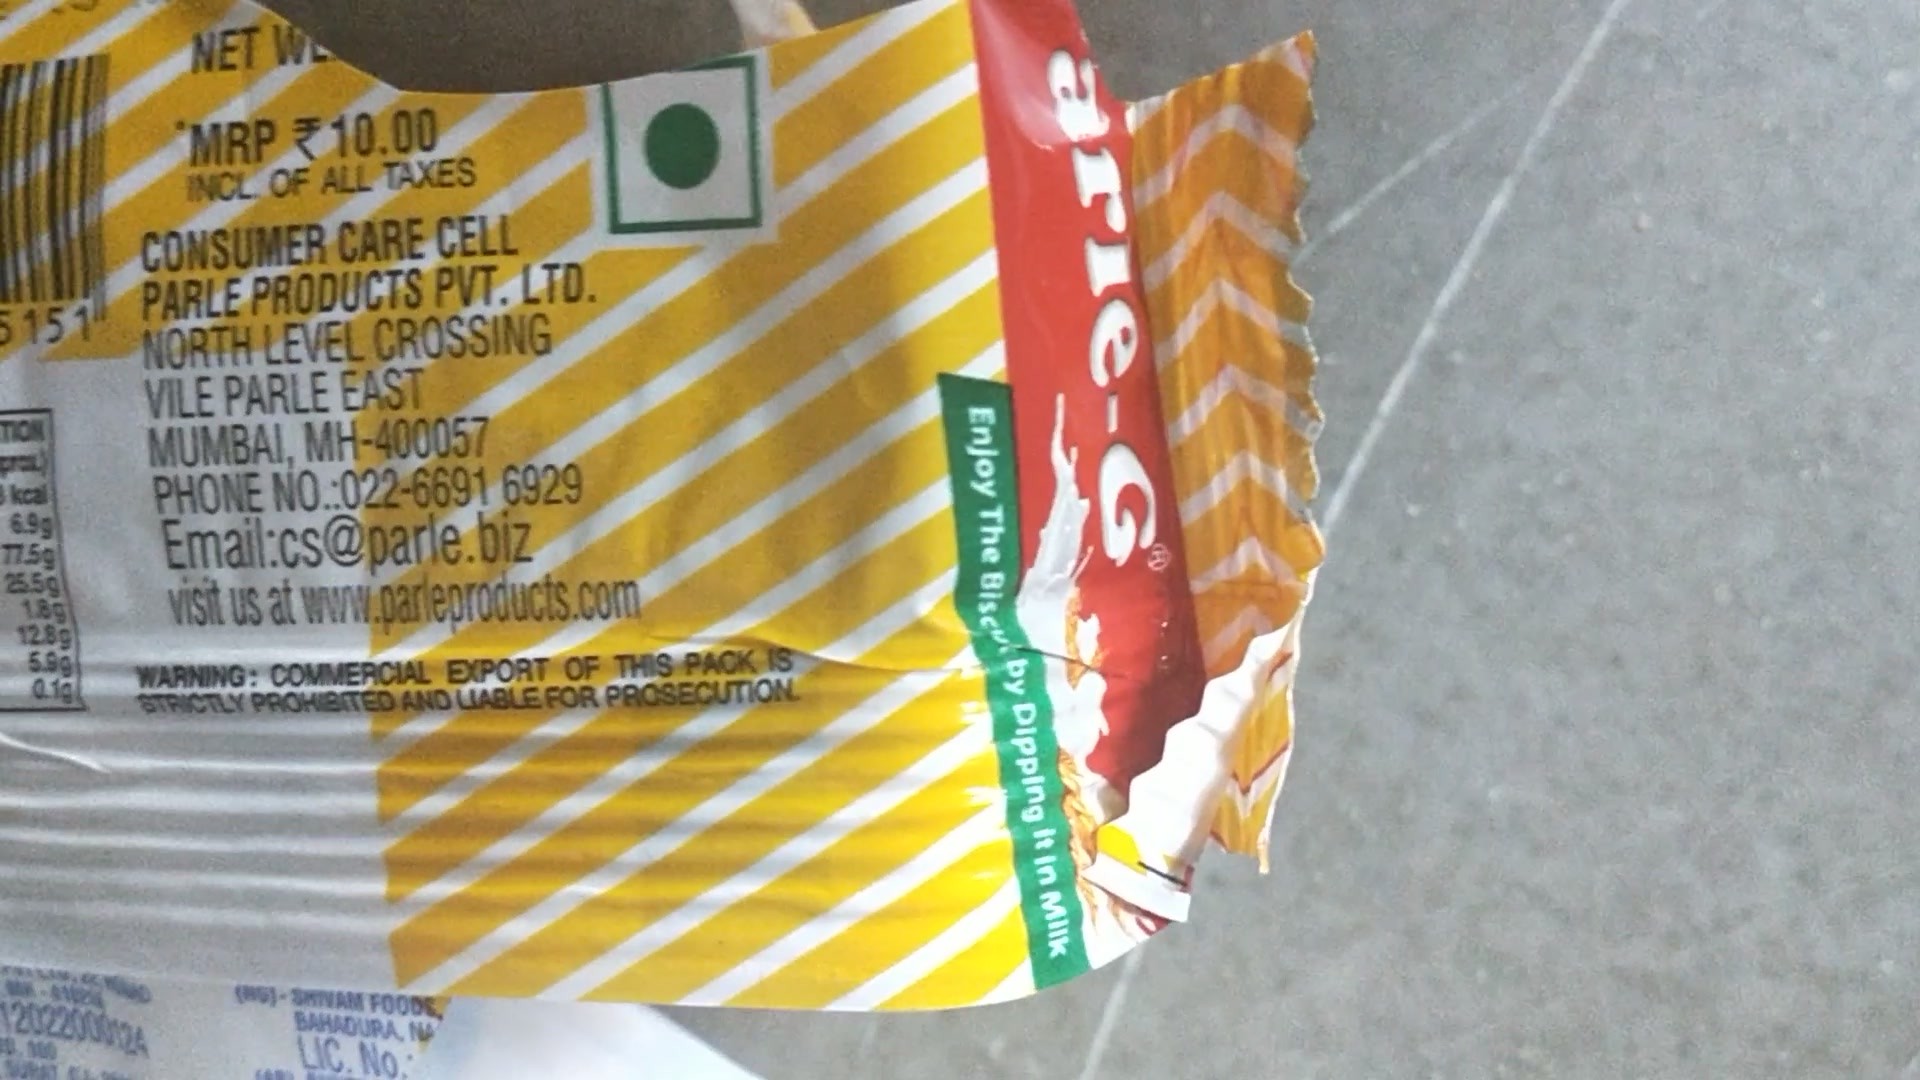 NET
*MRP ₹10.00
INCL. OF ALL TAXES
CONSUMER CARE CELL
PARLE PRODUCTS PVT. LTD.
NORTH LEVEL CROSSING
VILE PARLE EAST
MUMBAI, MH-400057
PHONE NO.:022-6691 6929
Email:cs@parle.biz
visit us at www.parleproducts.com
WARNING: COMMERCIAL EXPORT OF THIS PACK IS
STRICTLY PROHIBITED AND LIABLE FOR PROSECUTION.
5151
kcal
6.9g
77.5g
25.5g
1.8g
12.8g
5.9g
0.1g
arle-G®
Enjoy The Biscu by Dipping it in Milk
SHIVAM FOODS,
BAHADURA,
LIC. No.: